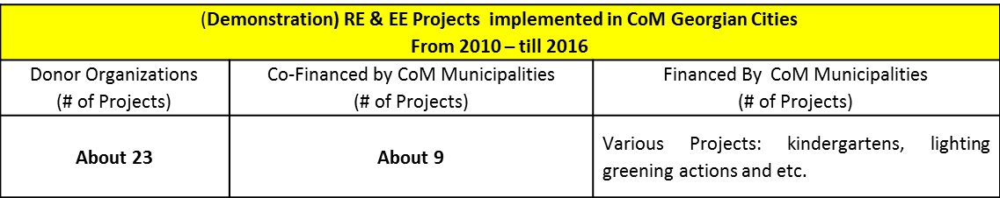 (Demonstration) RE & EE Projects implemented in CoM Georgian Cities
From 2010 – till 2016
Donor Organizations
(# of Projects)
Co-Financed by CoM Municipalities
(# of Projects)
Financed By CoM Municipalities
(# of Projects)
About 23
About 9
Various Projects: kindergartens, lighting
greening actions and etc.